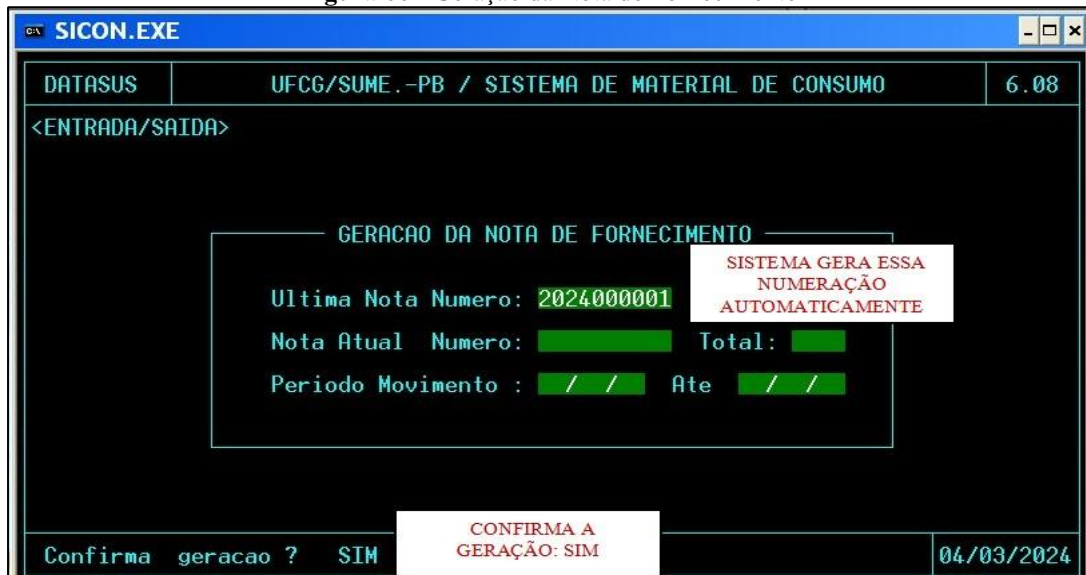 SICON.EXE
DATASUS UFCG/SUME.-PB / SISTEMA DE MATERIAL DE CONSUMO 6.08
<ENTRADA/SAIDA>
GERACAO DA NOTA DE FORNECIMENTO
SISTEMA GERA ESSA
NUMERAÇÃO
AUTOMATICAMENTE
Ultima Nota Numero: 2024000001
Nota Atual Numero: Total:
Periodo Movimento : / / Ate / /
CONFIRMA A
GERAÇÃO: SIM
Confirma geracao ? SIM 04/03/2024